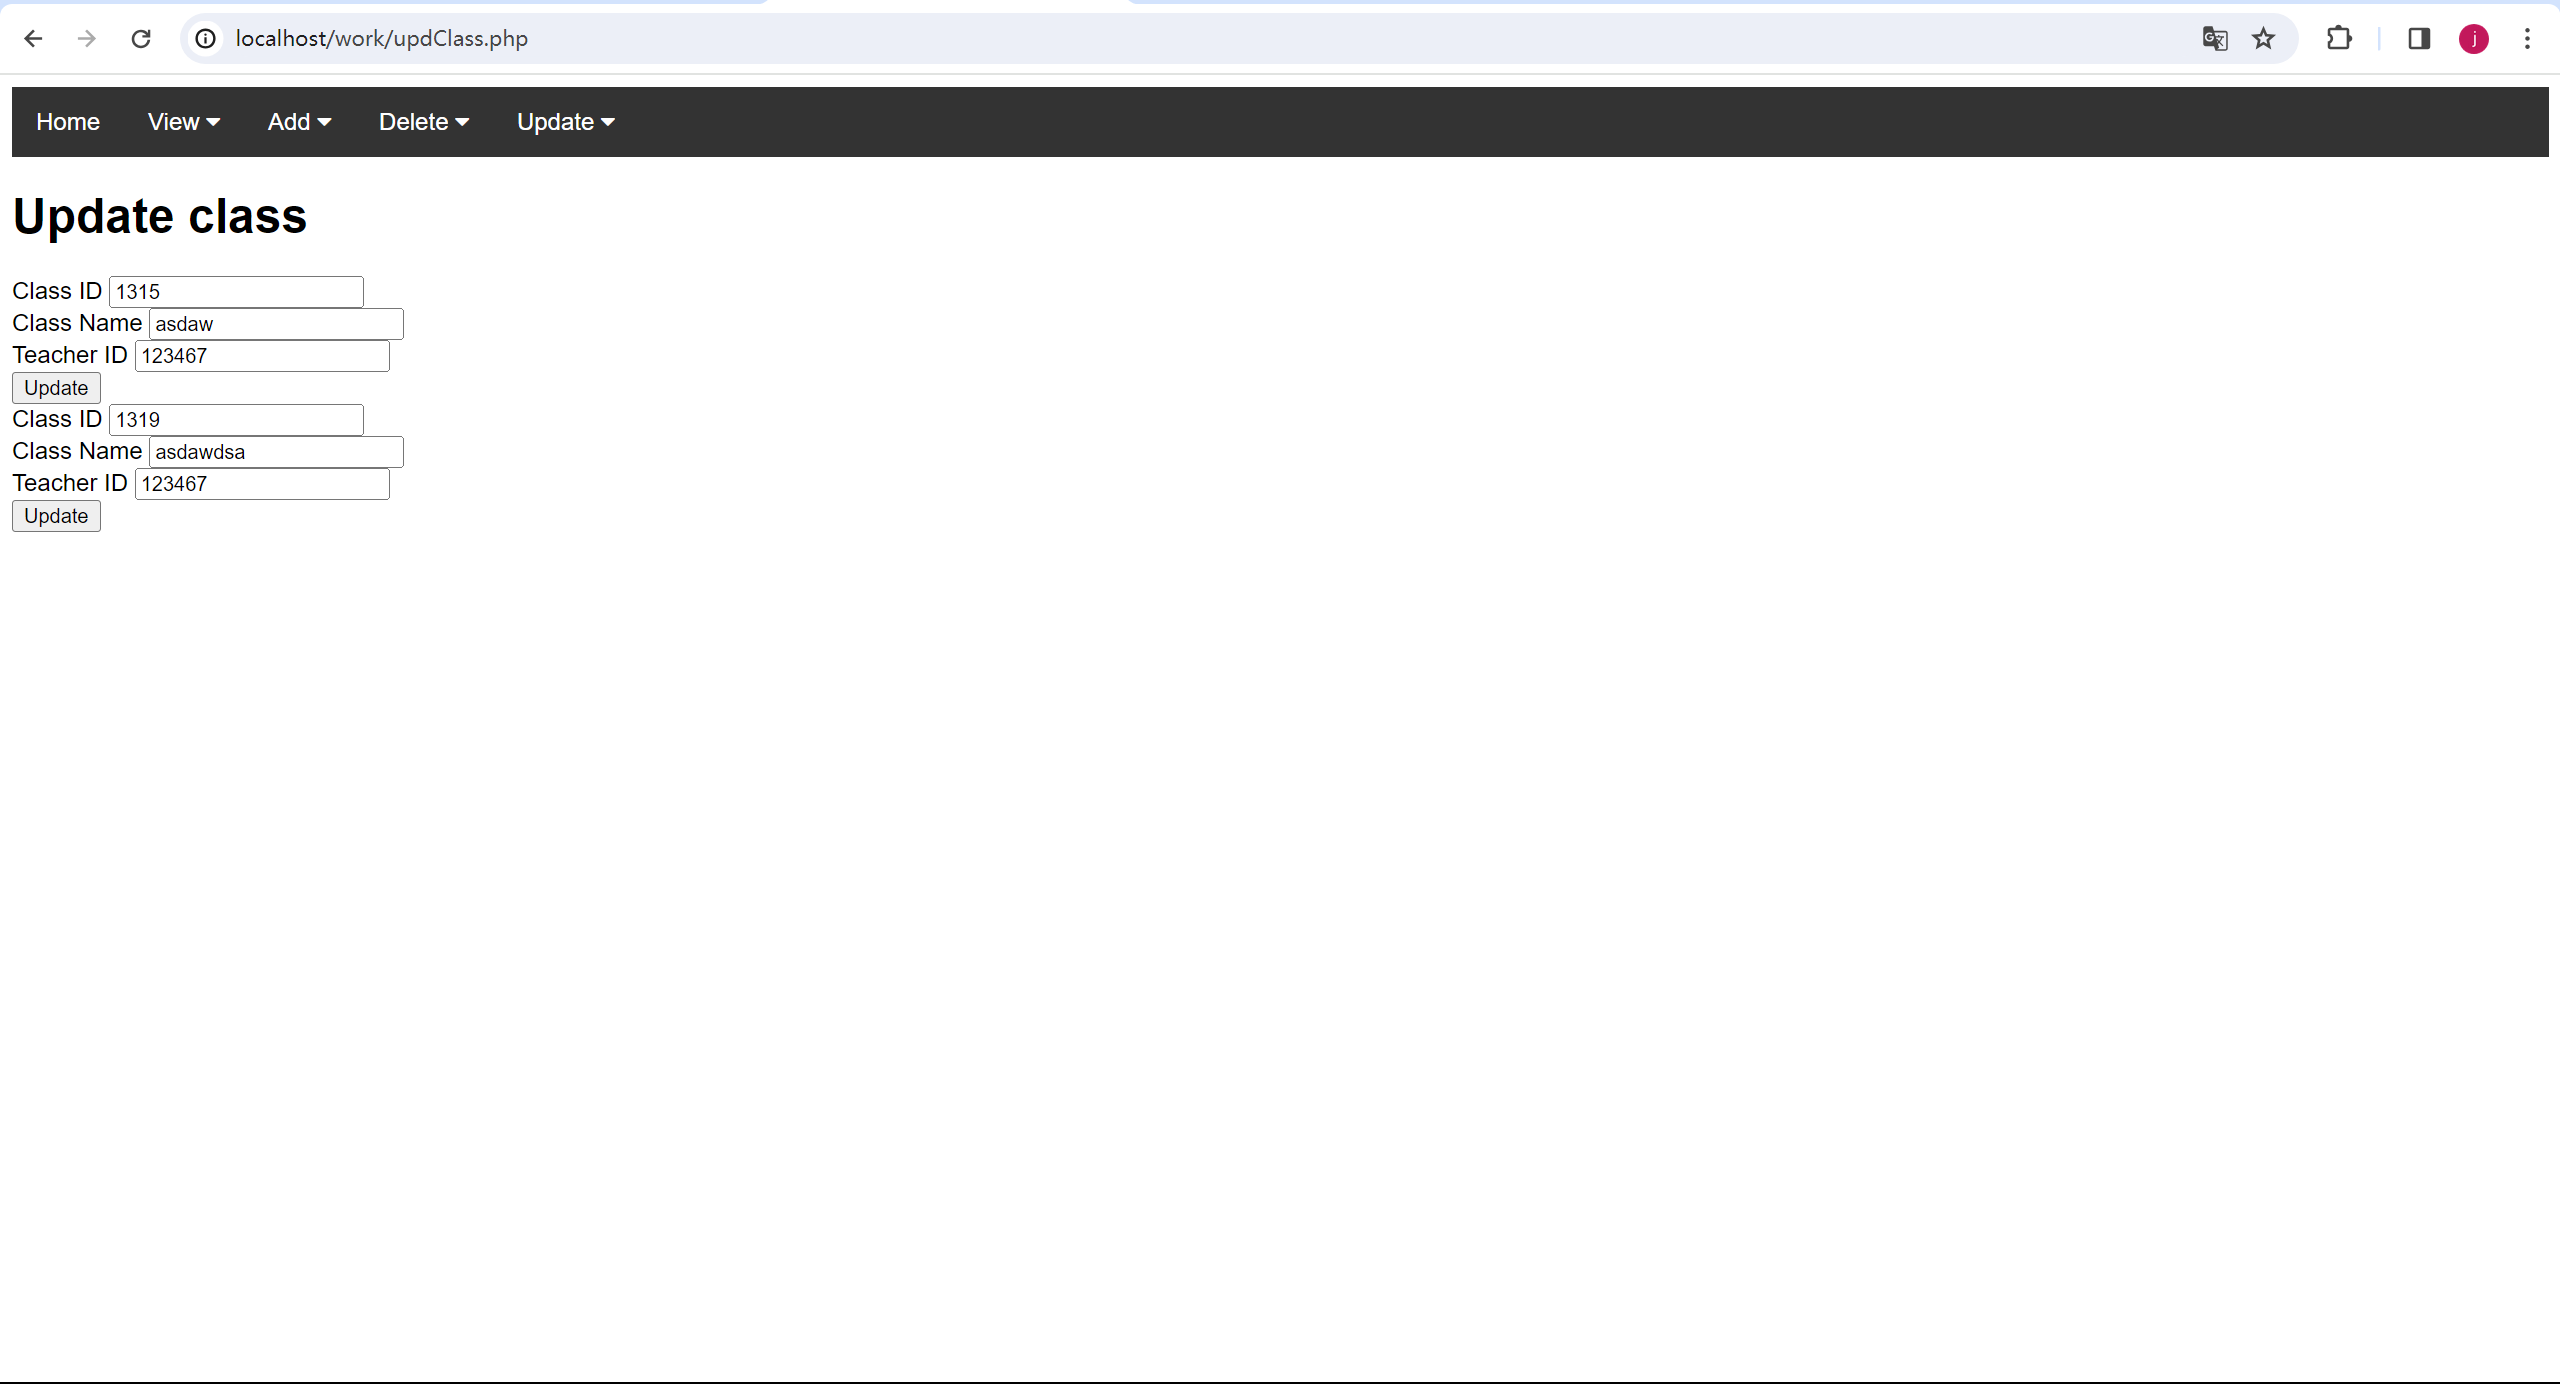 localhost/work/updClass.php
j
Home View Add Delete Update
Update class
Class ID 1315
Class Name asdaw
Teacher ID 123467
Update
Class ID 1319
Class Name asdawdsa
Teacher ID 123467
Update